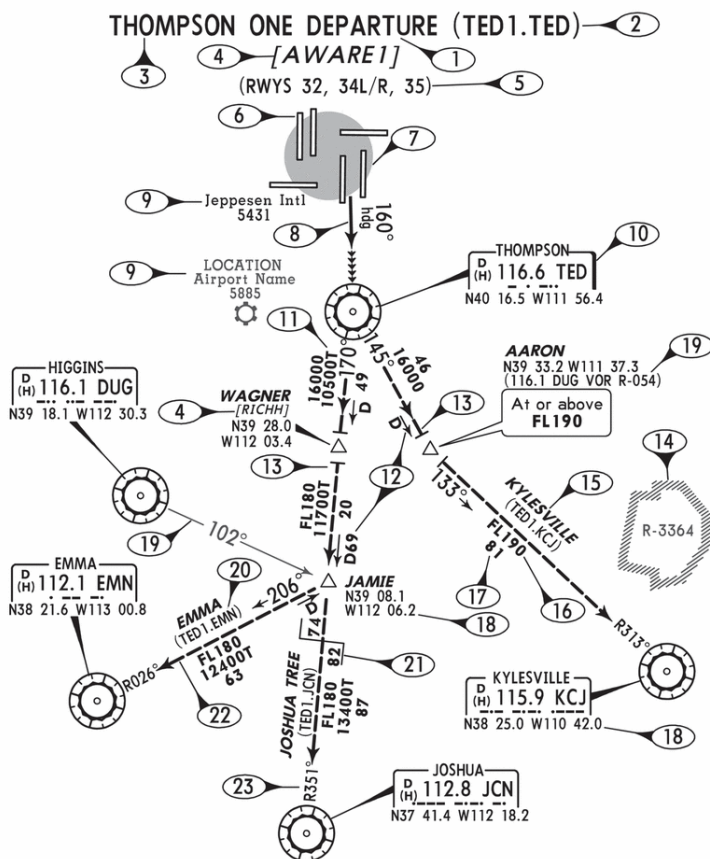 THOMPSON ONE DEPARTURE (TED1.TED)
2
3
4
[AWARE1]
1
(RWYS 32, 34L/R, 35)
5
6
7
9
Jeppesen Intl
5431
8
160°
hdg
9
LOCATION
Airport Name
5885
10
THOMPSON
D
(H) 116.6 TED
N40 16.5 W111 56.4
11
170°
16000
10500T
D 49
145°
46
16000
AARON
N39 33.2 W111 37.3
(116.1 DUG VOR R-054)
19
At or above
FL190
HIGGINS
D
(H) 116.1 DUG
N39 18.1 W112 30.3
WAGNER
[RICHH]
N39 28.0
W112 03.4
4
13
D
13
12
14
R-3364
133°
15
KYLESVILLE
(TED1.KCJ)
FL190
81
17
16
FL180
11700T
20
D69
19
102°
EMMA
D
(H) 112.1 EMN
N38 21.6 W113 00.8
20
206°
EMMA
(TED1.EMN)
FL180
12400T
63
R026°
22
JAMIE
N39 08.1
W112 06.2
18
D
74
82
21
JOSHUA TREE
(TED1.JCN)
FL180
13400T
87
R313°
KYLESVILLE
D
(H) 115.9 KCJ
N38 25.0 W110 42.0
18
23
R351°
JOSHUA
D
(H) 112.8 JCN
N37 41.4 W112 18.2